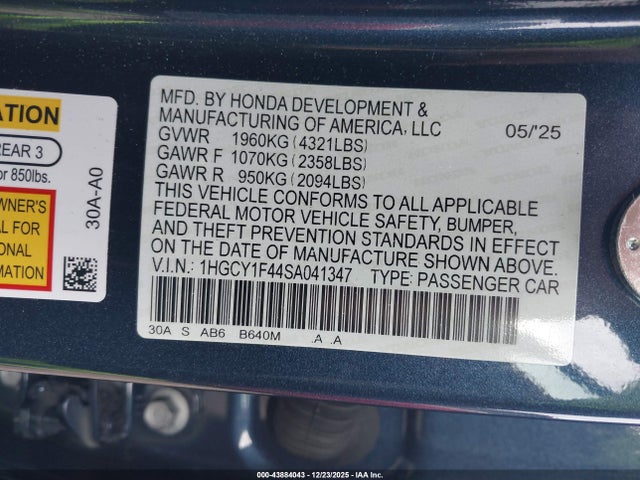 ATION
REAR 3
or 850lbs.
WNER'S
L FOR
ONAL
RMATION
30A-A0
MFD. BY HONDA DEVELOPMENT &
MANUFACTURING OF AMERICA, LLC 05/'25
GVWR 1960KG (4321LBS)
GAWR F 1070KG (2358LBS)
GAWR R 950KG (2094LBS)
THIS VEHICLE CONFORMS TO ALL APPLICABLE
FEDERAL MOTOR VEHICLE SAFETY, BUMPER,
AND THEFT PREVENTION STANDARDS IN EFFECT
ON THE DATE OF MANUFACTURE SHOWN ABOVE.
V.I.N.: 1HGCY1F44SA041347 TYPE: PASSENGER CAR
30A S AB6 B640M .A .A
000-43884043 - 12/23/2025 - IAA Inc.